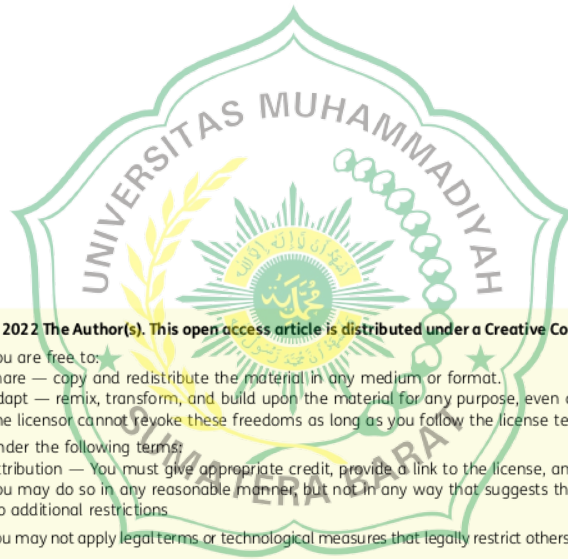 UNIVERSITAS MUHAMMADIYAH
محمدية
2022 The Author(s). This open access article is distributed under a Creative Co
ou are free to:
hare — copy and redistribute the material in any medium or format.
dapt — remix, transform, and build upon the material for any purpose, even
he licensor cannot revoke these freedoms as long as you follow the license te
nder the following terms:
ttribution — You must give appropriate credit, provide a link to the license, an
ou may do so in any reasonable manner, but not in any way that suggests th
o additional restrictions
ou may not apply legal terms or technological measures that legally restrict others
SUMATERA BARAT